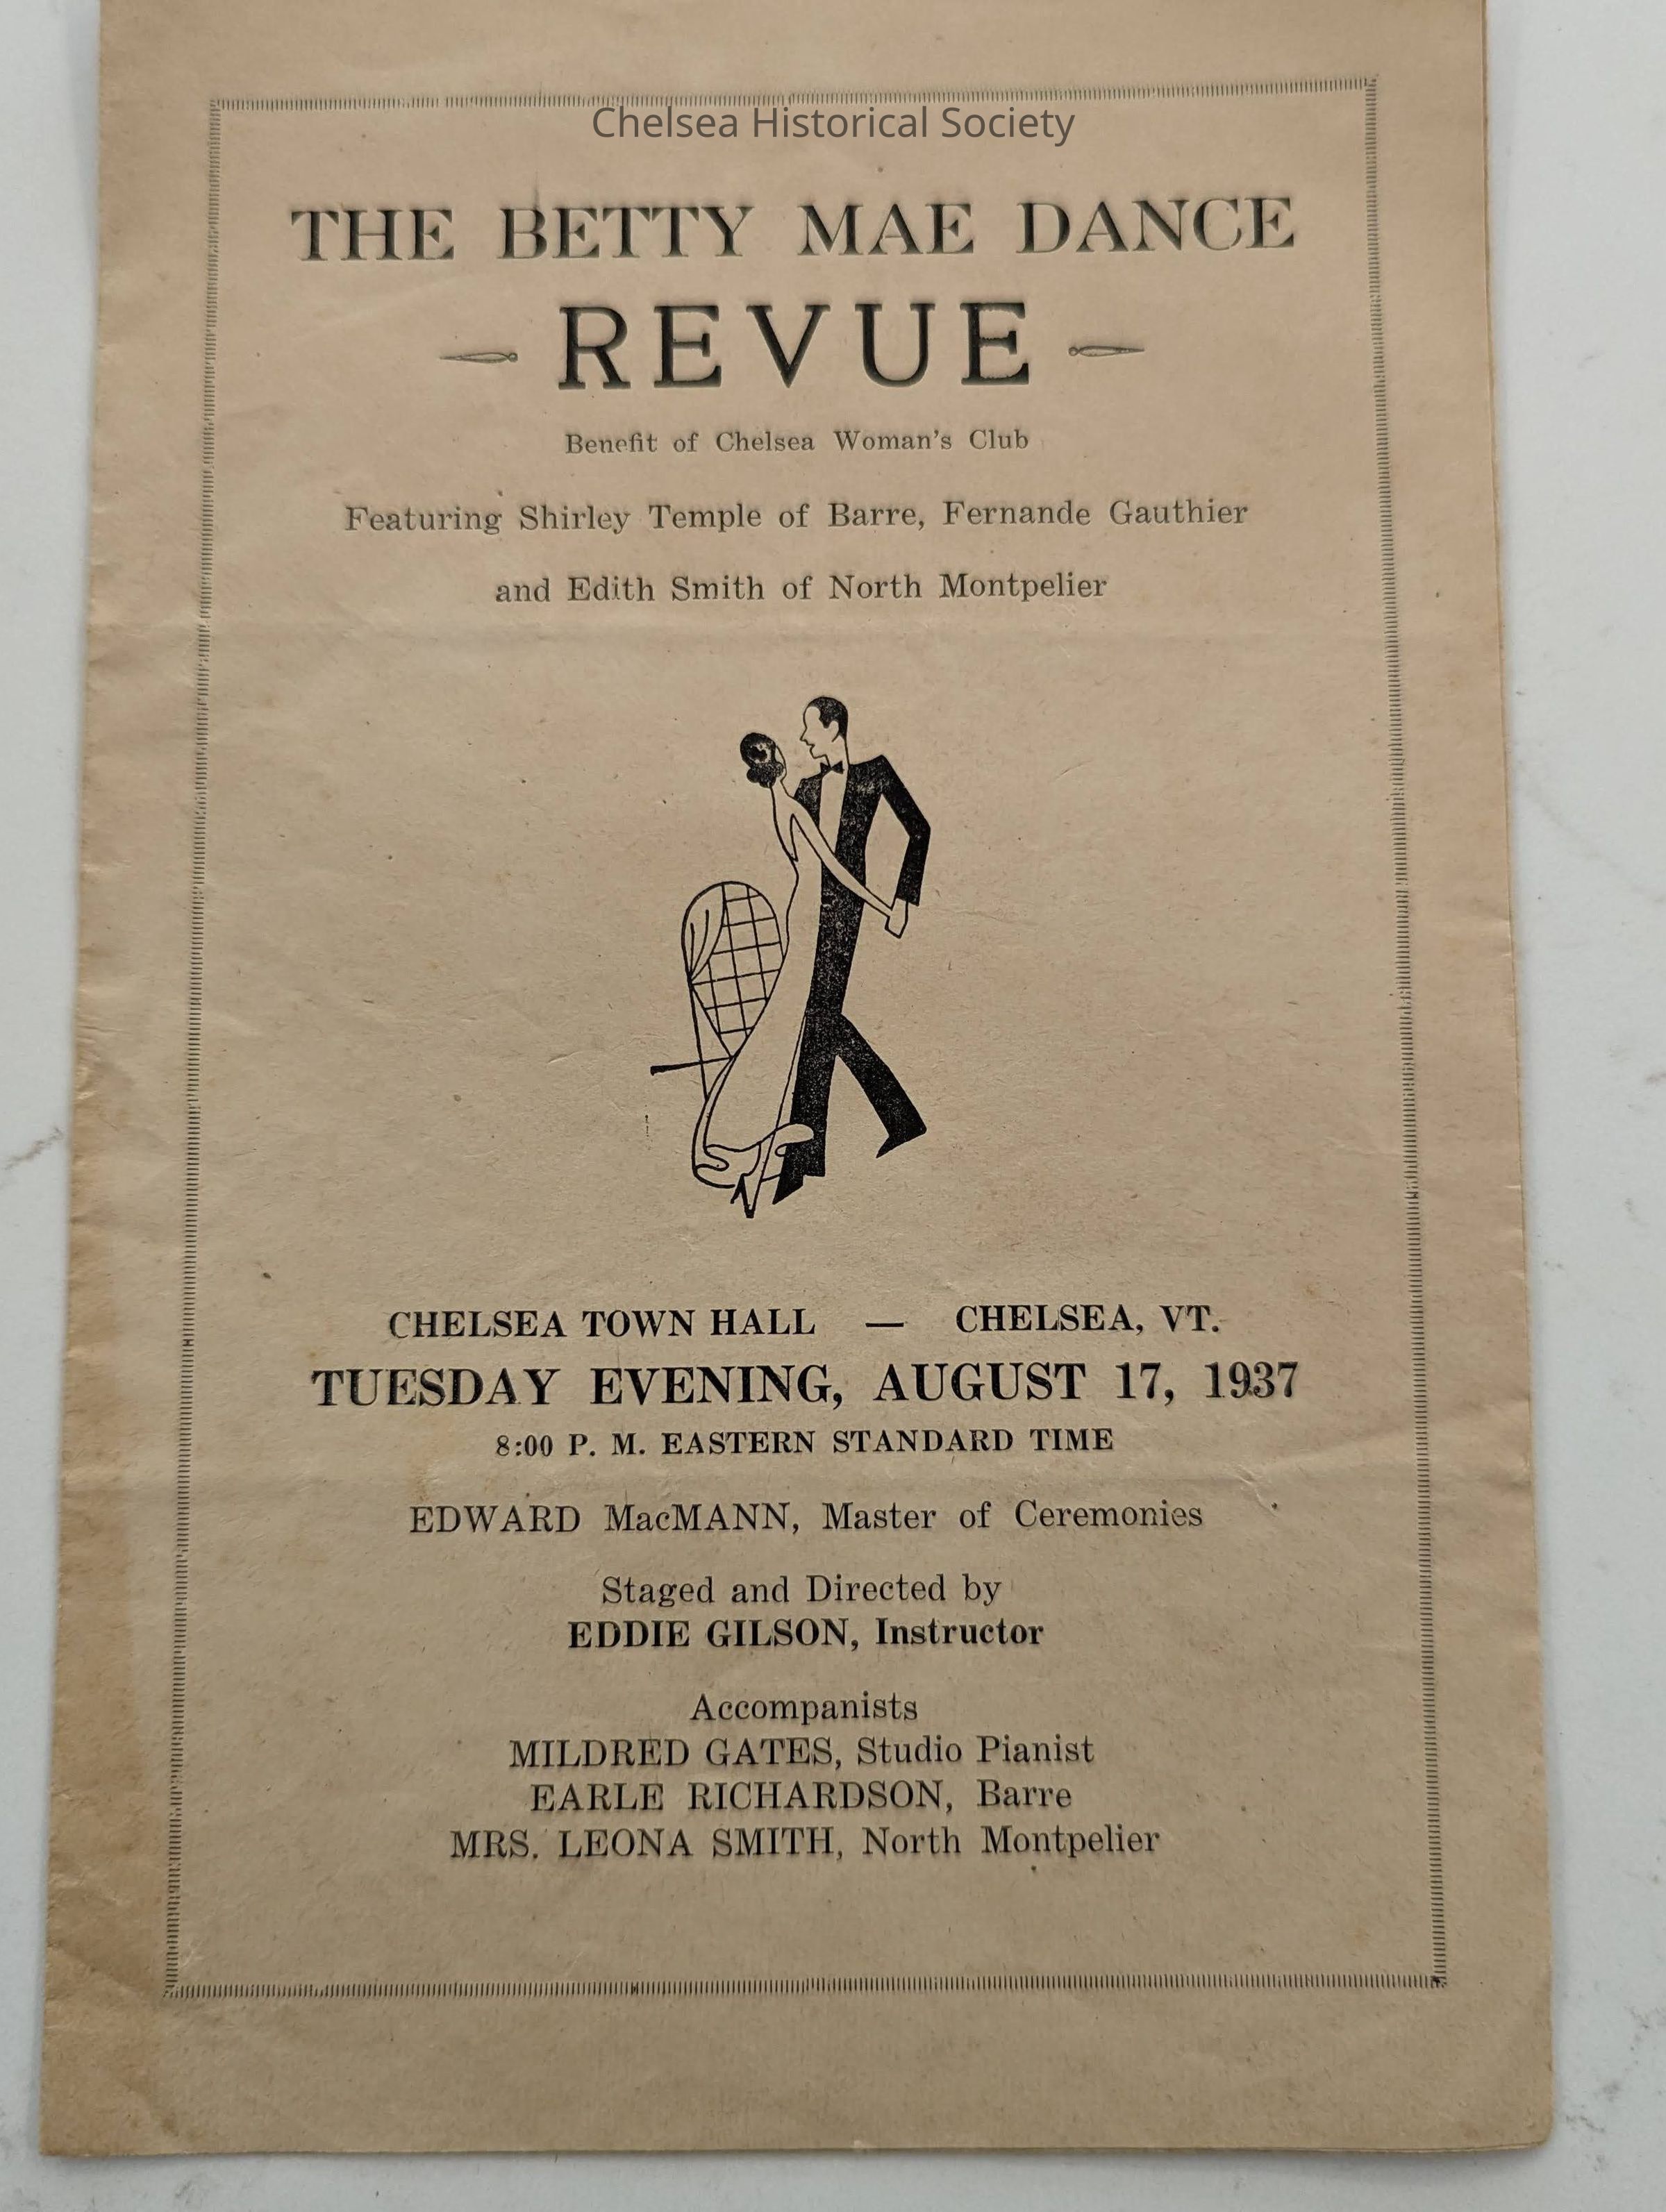 Chelsea Historical Society
THE BETTY MAE DANCE
REVUE
Benefit of Chelsea Woman's Club
Featuring Shirley Temple of Barre, Fernande Gauthier
and Edith Smith of North Montpelier
CHELSEA TOWN HALL — CHELSEA, VT.
TUESDAY EVENING, AUGUST 17, 1937
8:00 P. M. EASTERN STANDARD TIME
EDWARD MacMANN, Master of Ceremonies
Staged and Directed by
EDDIE GILSON, Instructor
Accompanists
MILDRED GATES, Studio Pianist
EARLE RICHARDSON, Barre
MRS. LEONA SMITH, North Montpelier